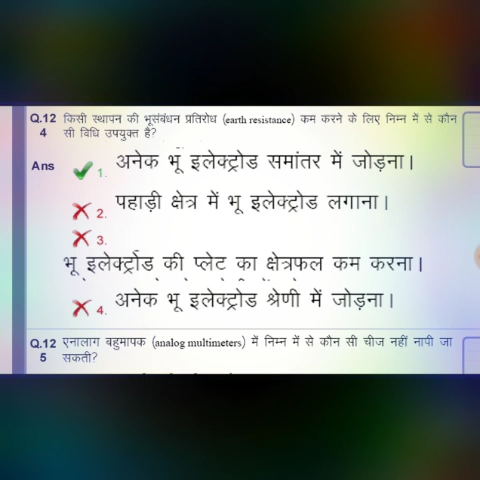 Q.12 किसी स्थापन की भूसंबंधन प्रतिरोध (earth resistance) कम करने के लिए निम्न में से कौन
4 सी विधि उपयुक्त है?
Ans 1. अनेक भू इलेक्ट्रोड समांतर में जोड़ना।
2. पहाड़ी क्षेत्र में भू इलेक्ट्रोड लगाना।
3.
भू इलेक्ट्रोड की प्लेट का क्षेत्रफल कम करना।
4. अनेक भू इलेक्ट्रोड श्रेणी में जोड़ना।
Q.12 एनालाग बहुमापक (analog multimeters) में निम्न में से कौन सी चीज नहीं नापी जा
5 सकती?